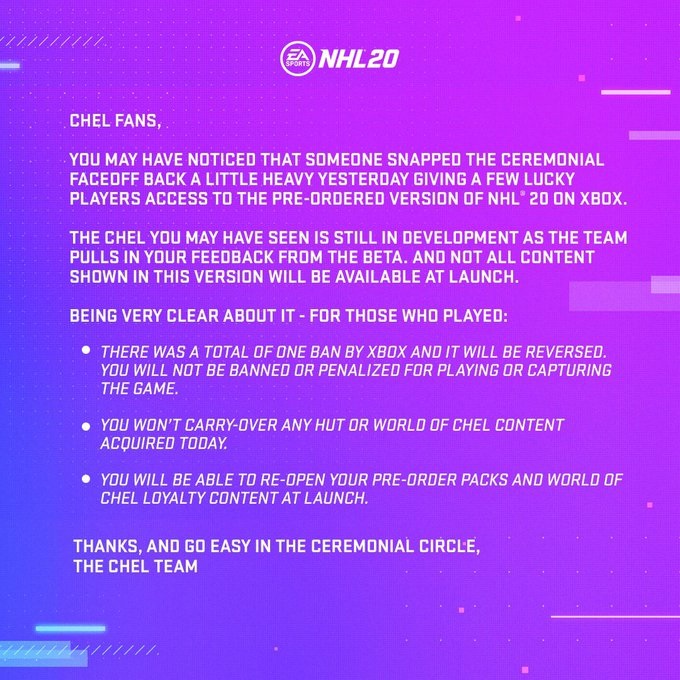 EA SPORTS NHL 20
CHEL FANS,
YOU MAY HAVE NOTICED THAT SOMEONE SNAPPED THE CEREMONIAL
FACEOFF BACK A LITTLE HEAVY YESTERDAY GIVING A FEW LUCKY
PLAYERS ACCESS TO THE PRE-ORDERED VERSION OF NHL® 20 ON XBOX.
THE CHEL YOU MAY HAVE SEEN IS STILL IN DEVELOPMENT AS THE TEAM
PULLS IN YOUR FEEDBACK FROM THE BETA. AND NOT ALL CONTENT
SHOWN IN THIS VERSION WILL BE AVAILABLE AT LAUNCH.
BEING VERY CLEAR ABOUT IT - FOR THOSE WHO PLAYED:
• THERE WAS A TOTAL OF ONE BAN BY XBOX AND IT WILL BE REVERSED.
YOU WILL NOT BE BANNED OR PENALIZED FOR PLAYING OR CAPTURING
THE GAME.
• YOU WON'T CARRY-OVER ANY HUT OR WORLD OF CHEL CONTENT
ACQUIRED TODAY.
• YOU WILL BE ABLE TO RE-OPEN YOUR PRE-ORDER PACKS AND WORLD OF
CHEL LOYALTY CONTENT AT LAUNCH.
THANKS, AND GO EASY IN THE CEREMONIAL CIRCLE,
THE CHEL TEAM